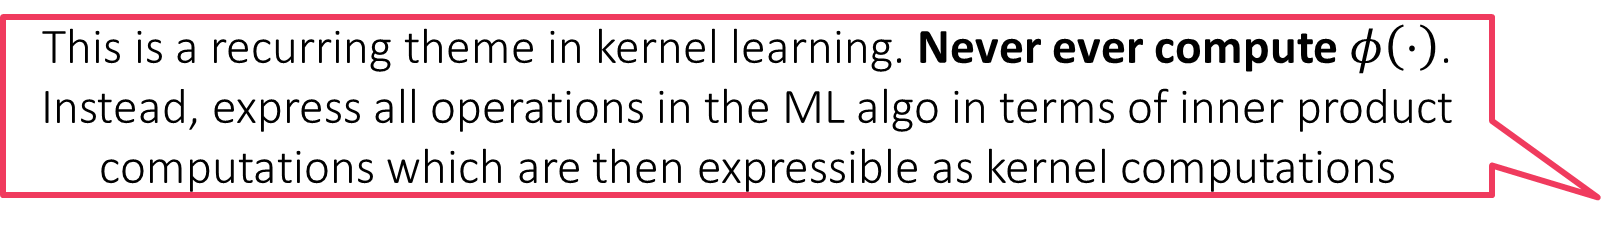 This is a recurring theme in kernel learning. Never ever compute ϕ(·).
Instead, express all operations in the ML algo in terms of inner product
computations which are then expressible as kernel computations